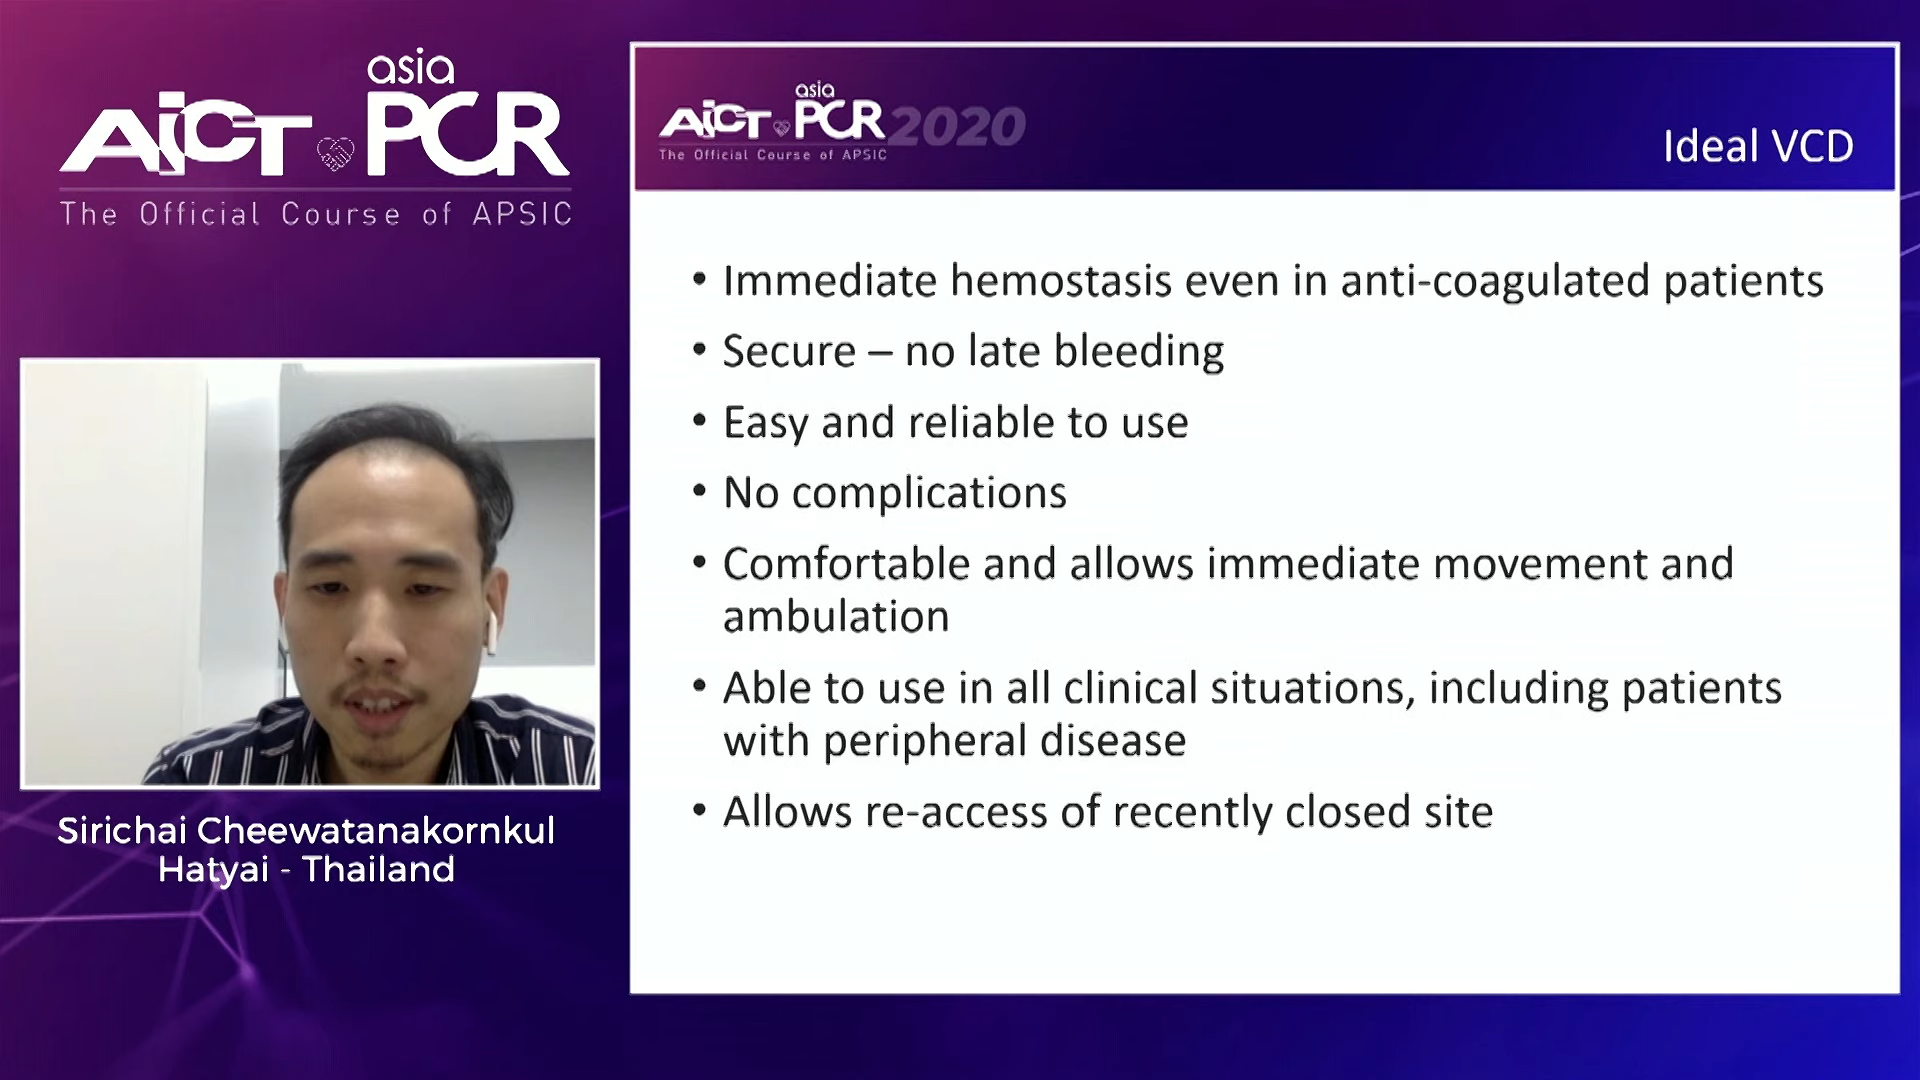 asia
AICT PCR
The Official Course of APSIC
Sirichai Cheewatanakornkul
Hatyai - Thailand
asia
AICT PCR 2020
The Official Course of APSIC
Ideal VCD
• Immediate hemostasis even in anti-coagulated patients
• Secure – no late bleeding
• Easy and reliable to use
• No complications
• Comfortable and allows immediate movement and
ambulation
• Able to use in all clinical situations, including patients
with peripheral disease
• Allows re-access of recently closed site